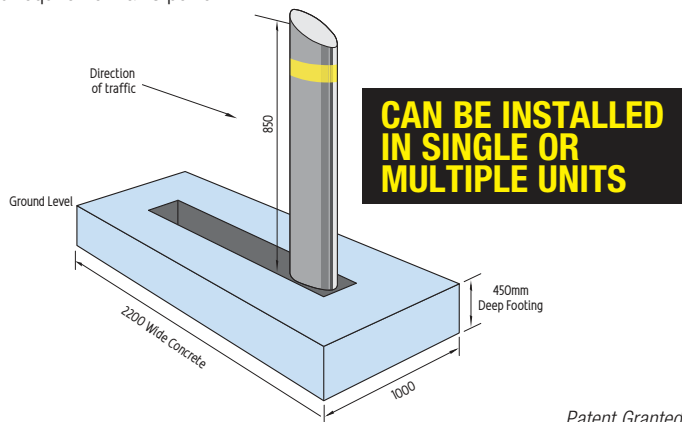 Direction
of traffic
850
CAN BE INSTALLED
IN SINGLE OR
MULTIPLE UNITS
Ground Level
450mm
Deep Footing
2200 Wide Concrete
1000
Patent Granted